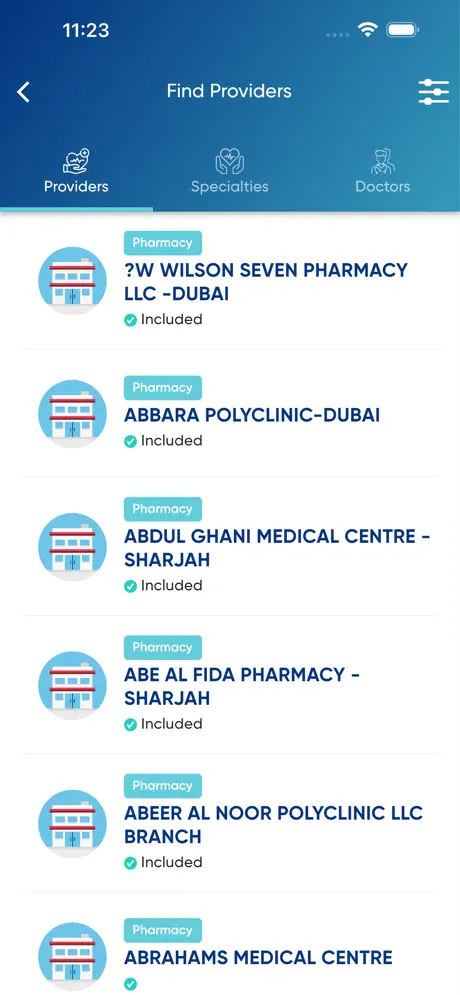 11:23
Find Providers
Providers
Specialties
Doctors
Pharmacy
?W WILSON SEVEN PHARMACY
LLC -DUBAI
Included
Pharmacy
ABBARA POLYCLINIC-DUBAI
Included
Pharmacy
ABDUL GHANI MEDICAL CENTRE -
SHARJAH
Included
Pharmacy
ABE AL FIDA PHARMACY -
SHARJAH
Included
Pharmacy
ABEER AL NOOR POLYCLINIC LLC
BRANCH
Included
Pharmacy
ABRAHAMS MEDICAL CENTRE